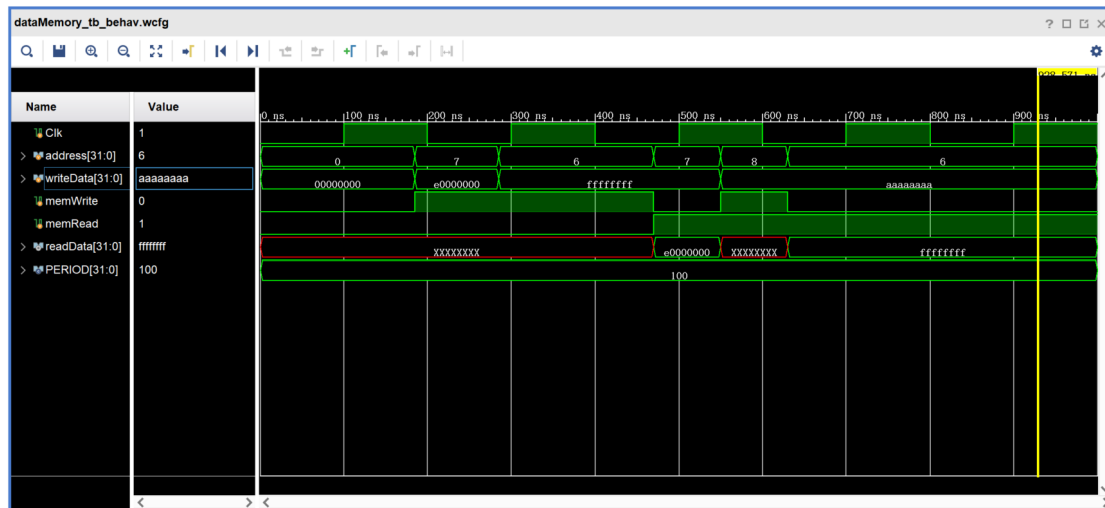 dataMemory_tb_behav.wcfg
Name Value
928.571 ns
0 ns 100 ns 200 ns 300 ns 400 ns 500 ns 600 ns 700 ns 800 ns 900 ns
Clk 1
address[31:0] 6 0 7 6 7 8 6
writeData[31:0] aaaaaaaa 00000000 e0000000 ffffffff aaaaaaaa
memWrite 0
memRead 1
readData[31:0] ffffffff XXXXXXXX e0000000 XXXXXXXX ffffffff
PERIOD[31:0] 100 100